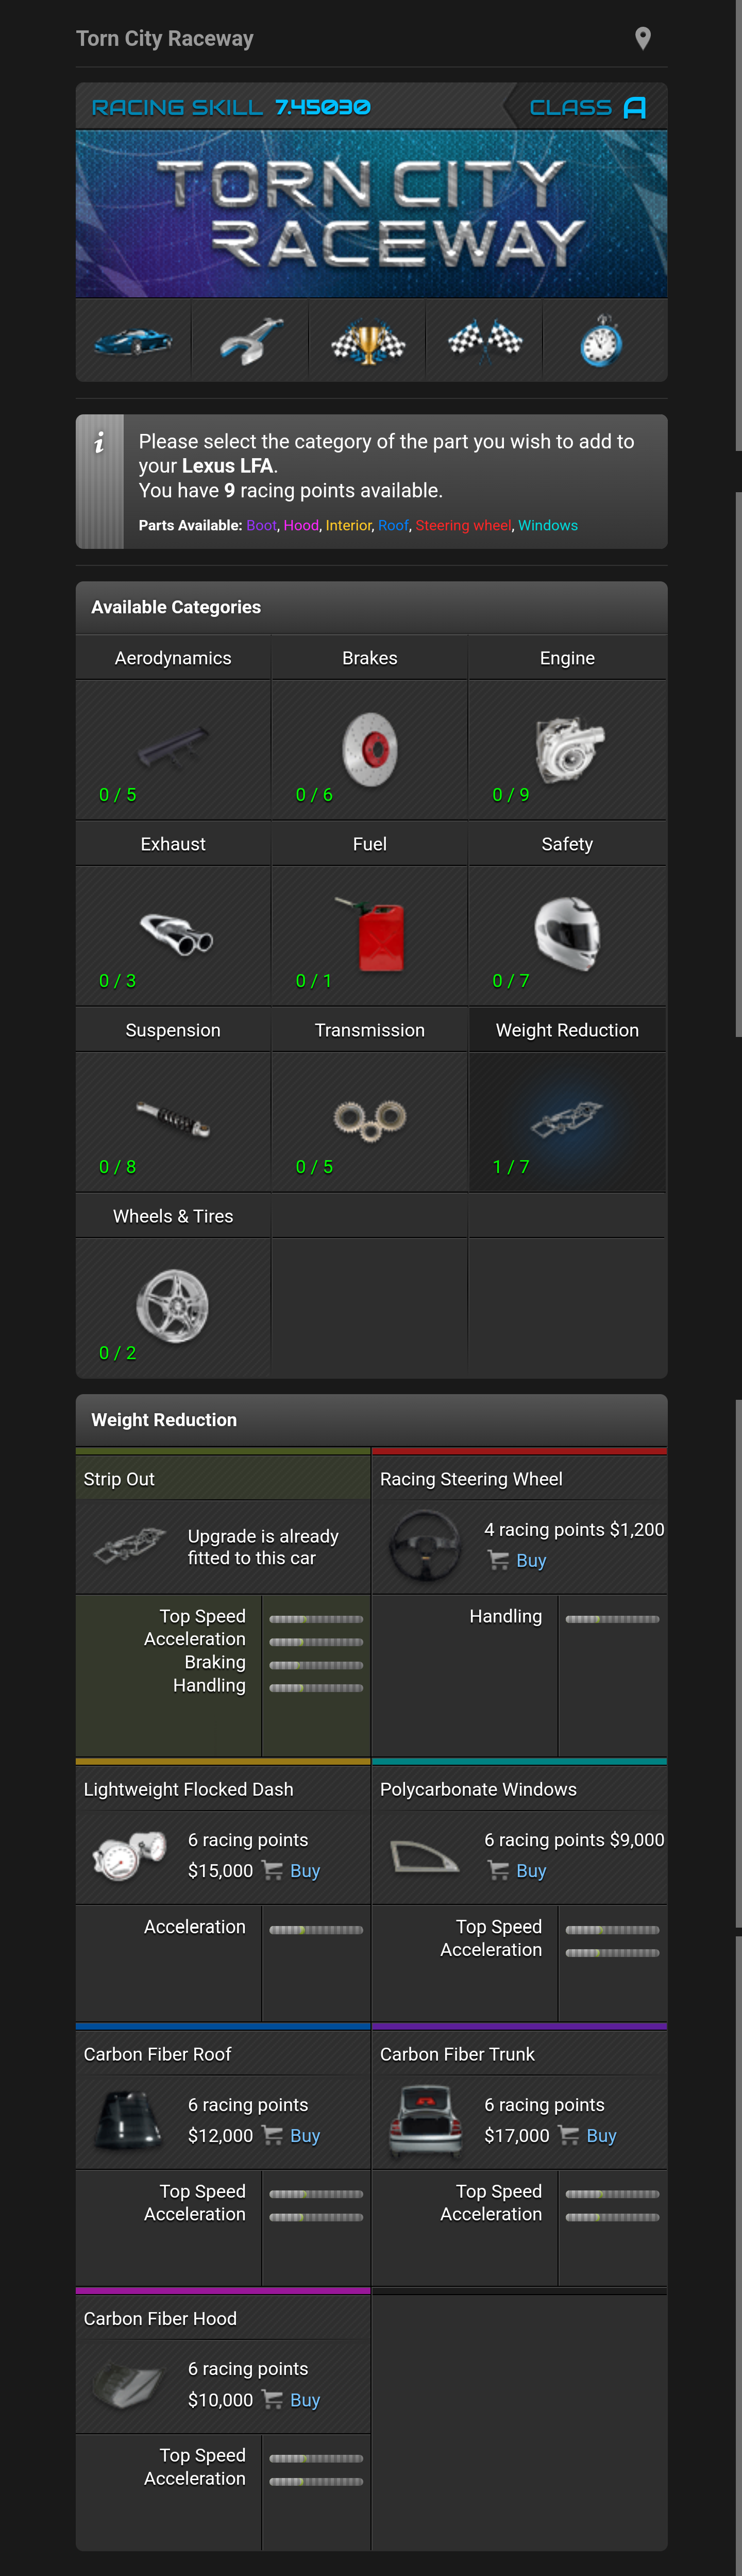 Torn City Raceway
RACING SKILL 7.45030
CLASS A
TORN CITY
RACEWAY
i
Please select the category of the part you wish to add to
your Lexus LFA.
You have 9 racing points available.
Parts Available: Boot, Hood, Interior, Roof, Steering wheel, Windows
Available Categories
Aerodynamics
Brakes
Engine
0 / 5
0 / 6
0 / 9
Exhaust
Fuel
Safety
0 / 3
0 / 1
0 / 7
Suspension
Transmission
Weight Reduction
0 / 8
0 / 5
1 / 7
Wheels & Tires
0 / 2
Weight Reduction
Strip Out
Upgrade is already
fitted to this car
Top Speed
Acceleration
Braking
Handling
Racing Steering Wheel
4 racing points $1,200
Buy
Handling
Lightweight Flocked Dash
6 racing points
$15,000 Buy
Acceleration
Polycarbonate Windows
6 racing points $9,000
Buy
Top Speed
Acceleration
Carbon Fiber Roof
6 racing points
$12,000 Buy
Top Speed
Acceleration
Carbon Fiber Trunk
6 racing points
$17,000 Buy
Top Speed
Acceleration
Carbon Fiber Hood
6 racing points
$10,000 Buy
Top Speed
Acceleration